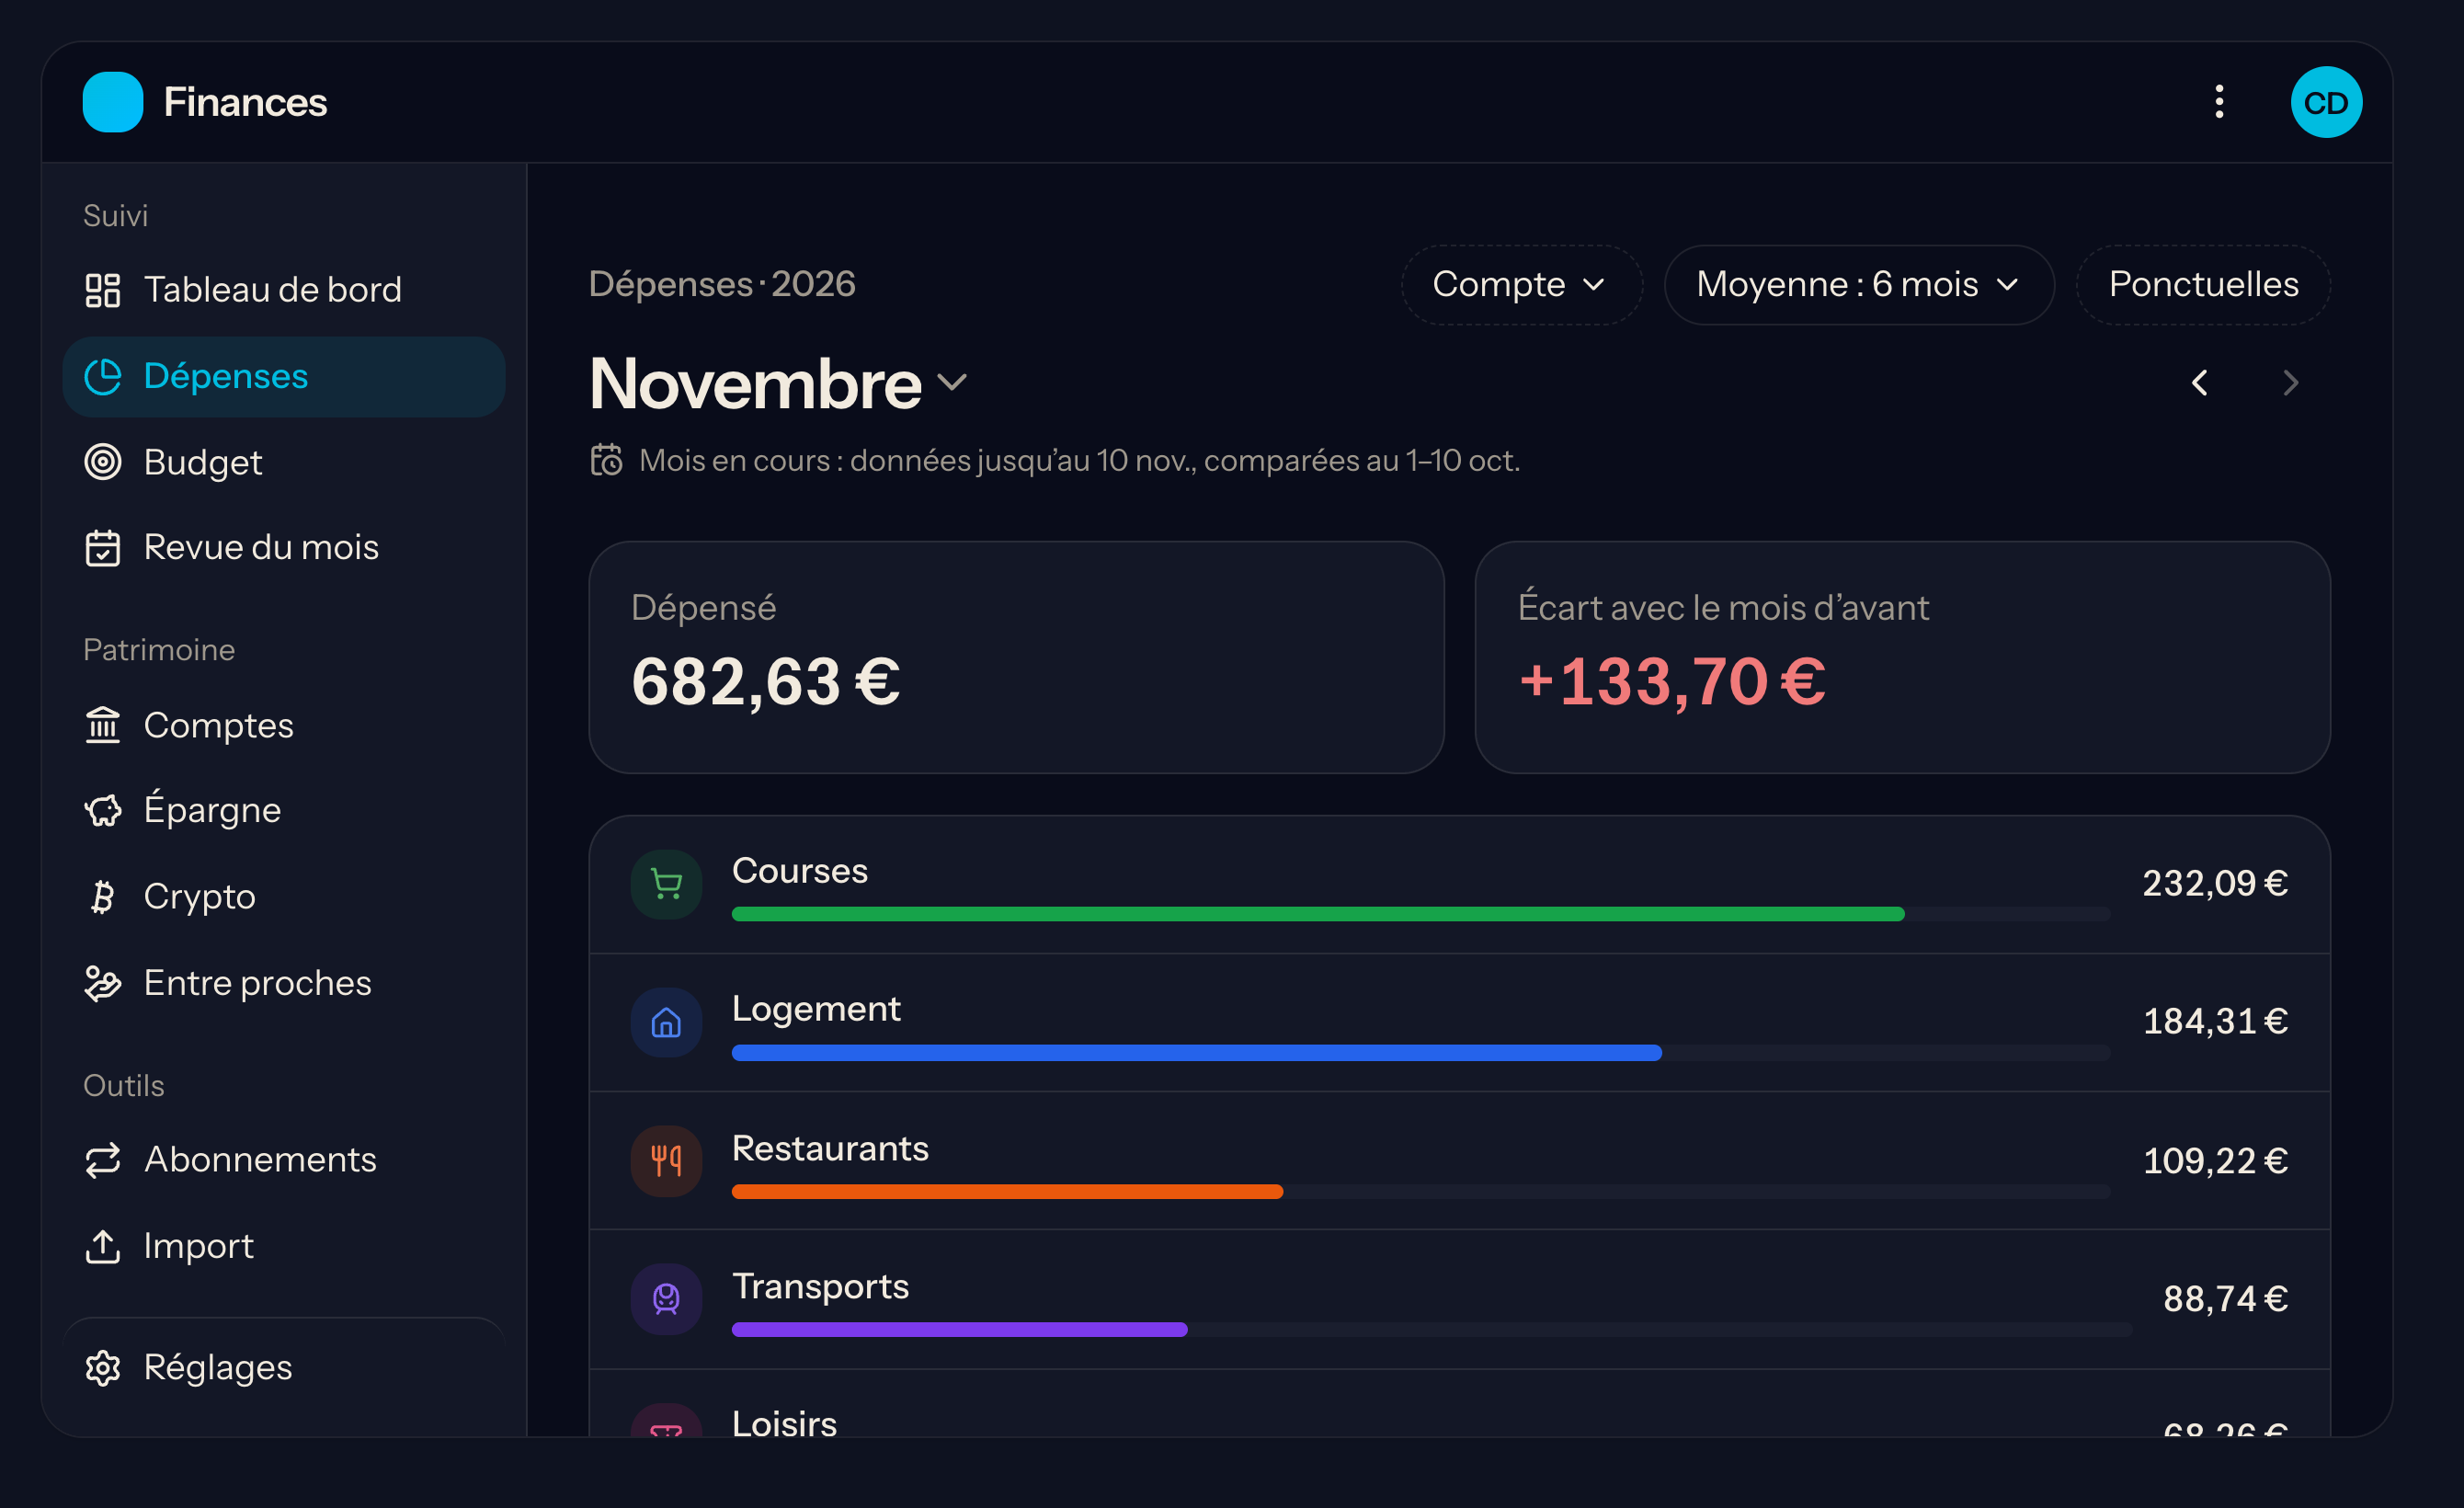 Finances
CD
Suivi
Tableau de bord
Dépenses
Budget
Revue du mois
Patrimoine
Comptes
Épargne
Crypto
Entre proches
Outils
Abonnements
Import
Réglages
Dépenses · 2026
Compte
Moyenne : 6 mois
Ponctuelles
Novembre
Mois en cours : données jusqu’au 10 nov., comparées au 1–10 oct.
Dépensé
682,63 €
Écart avec le mois d’avant
+133,70 €
Courses
232,09 €
Logement
184,31 €
Restaurants
109,22 €
Transports
88,74 €
Loisirs
68,26 €